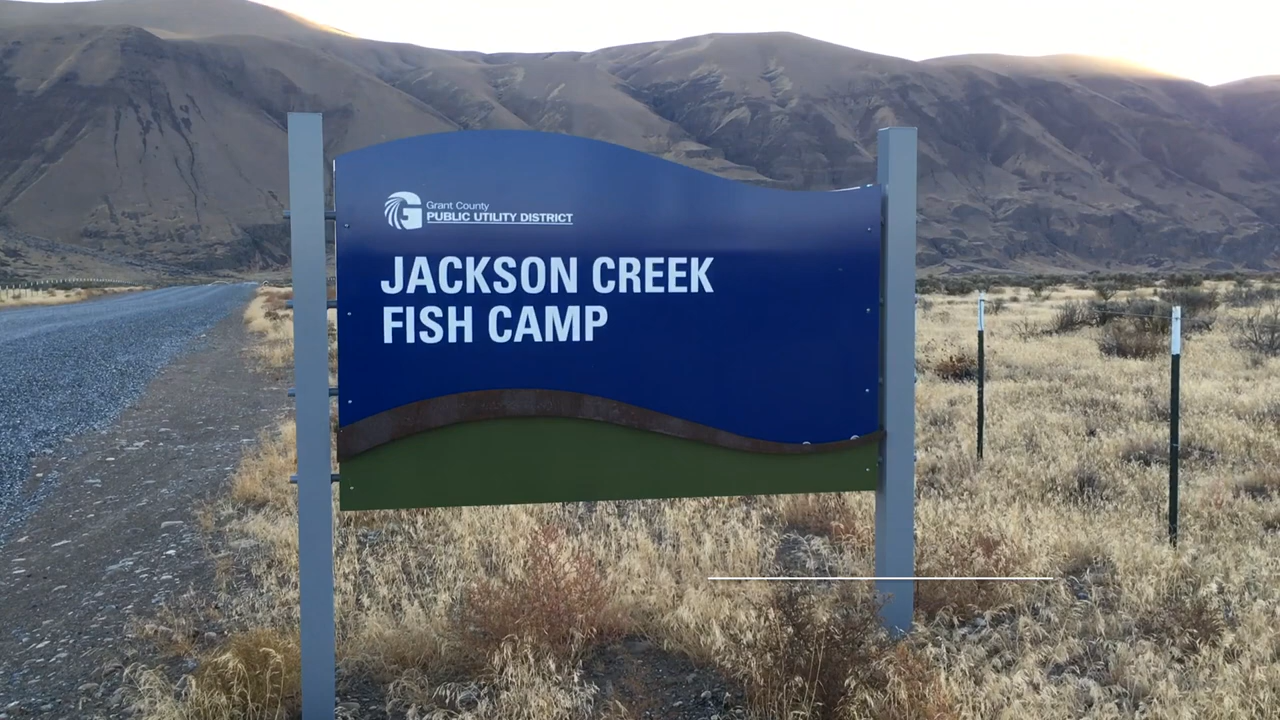 Grant County
PUBLIC UTILITY DISTRICT
JACKSON CREEK
FISH CAMP